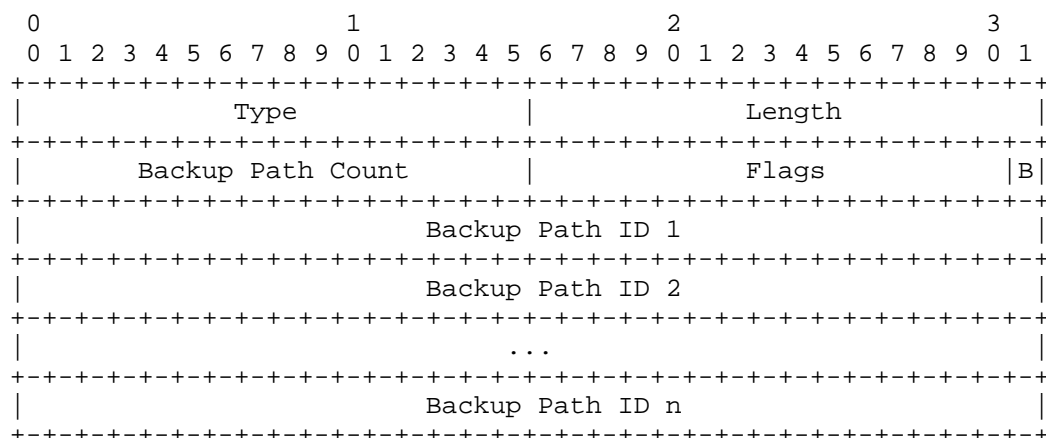 0                   1                   2                   3
 0 1 2 3 4 5 6 7 8 9 0 1 2 3 4 5 6 7 8 9 0 1 2 3 4 5 6 7 8 9 0 1
+-+-+-+-+-+-+-+-+-+-+-+-+-+-+-+-+-+-+-+-+-+-+-+-+-+-+-+-+-+-+-+-+
|             Type              |             Length            |
+-+-+-+-+-+-+-+-+-+-+-+-+-+-+-+-+-+-+-+-+-+-+-+-+-+-+-+-+-+-+-+-+
|       Backup Path Count       |             Flags           |B|
+-+-+-+-+-+-+-+-+-+-+-+-+-+-+-+-+-+-+-+-+-+-+-+-+-+-+-+-+-+-+-+-+
|                         Backup Path ID 1                      |
+-+-+-+-+-+-+-+-+-+-+-+-+-+-+-+-+-+-+-+-+-+-+-+-+-+-+-+-+-+-+-+-+
|                         Backup Path ID 2                      |
+-+-+-+-+-+-+-+-+-+-+-+-+-+-+-+-+-+-+-+-+-+-+-+-+-+-+-+-+-+-+-+-+
|                              ...                              |
+-+-+-+-+-+-+-+-+-+-+-+-+-+-+-+-+-+-+-+-+-+-+-+-+-+-+-+-+-+-+-+-+
|                         Backup Path ID n                      |
+-+-+-+-+-+-+-+-+-+-+-+-+-+-+-+-+-+-+-+-+-+-+-+-+-+-+-+-+-+-+-+-+